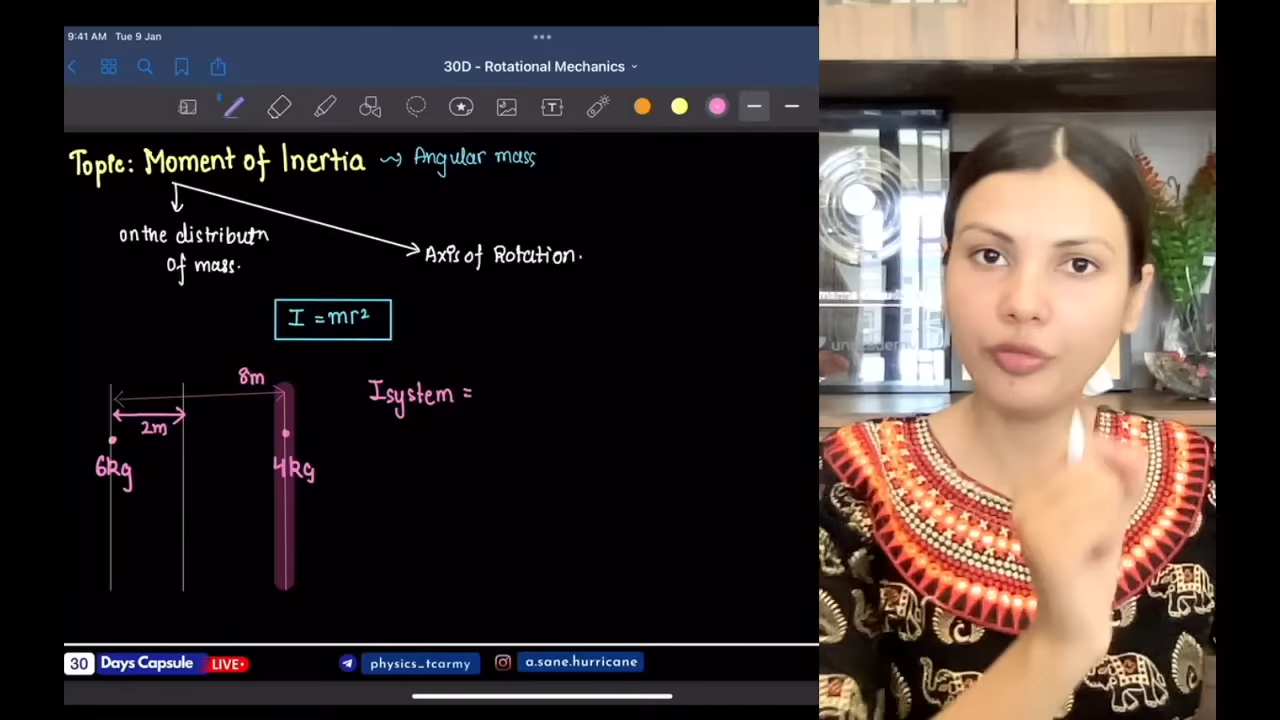 9:41 AM Tue 9 Jan
30D - Rotational Mechanics
Topic: Moment of Inertia ⤳ Angular mass
on the distributn
of mass.
Axis of Rotation.
I = mr²
8m
2m
6kg
4kg
Isystem =
30 Days Capsule LIVE
physics_tcarmy
a.sane.hurricane